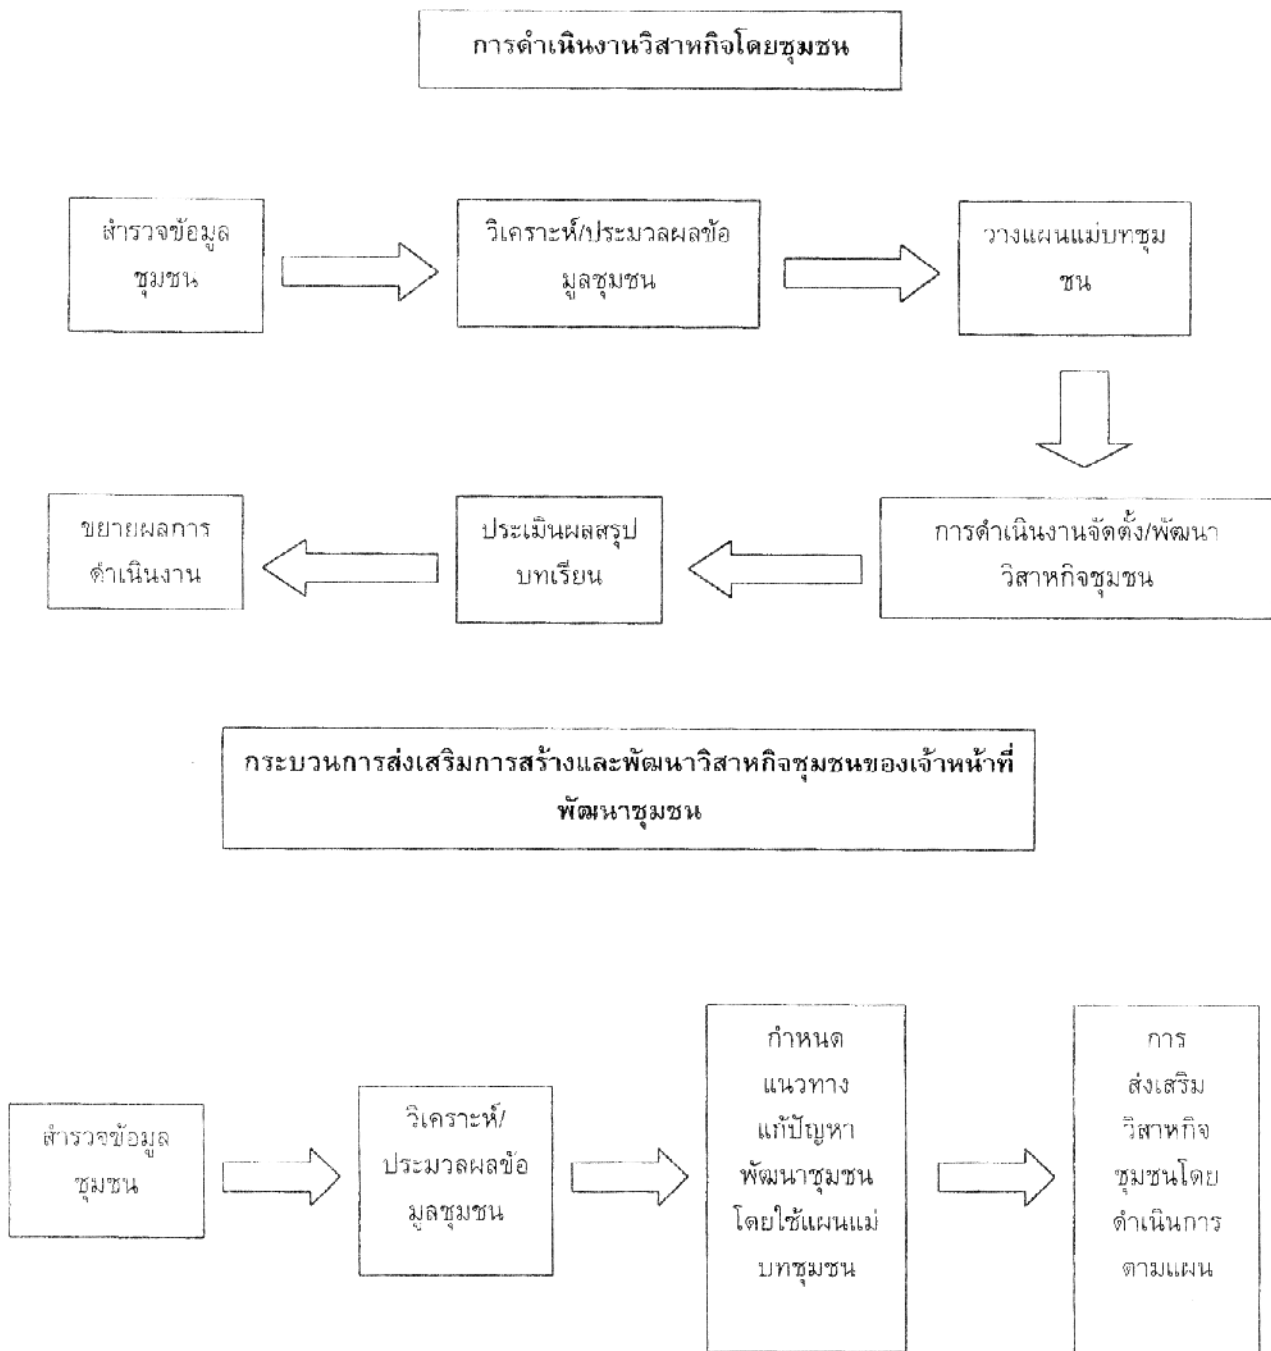 การดำเนินงานวิสาหกิจโดยชุมชน
สำรวจข้อมูล
ชุมชน
วิเคราะห์/ประมวลผลข้อ
มูลชุมชน
วางแผนแม่บทชุม
ชน
การดำเนินงานจัดตั้ง/พัฒนา
วิสาหกิจชุมชน
ประเมินผลสรุป
บทเรียน
ขยายผลการ
ดำเนินงาน
กระบวนการส่งเสริมการสร้างและพัฒนาวิสาหกิจชุมชนของเจ้าหน้าที่
พัฒนาชุมชน
สำรวจข้อมูล
ชุมชน
วิเคราะห์/
ประมวลผลข้อ
มูลชุมชน
กำหนด
แนวทาง
แก้ปัญหา
พัฒนาชุมชน
โดยใช้แผนแม่
บทชุมชน
การ
ส่งเสริม
วิสาหกิจ
ชุมชนโดย
ดำเนินการ
ตามแผน